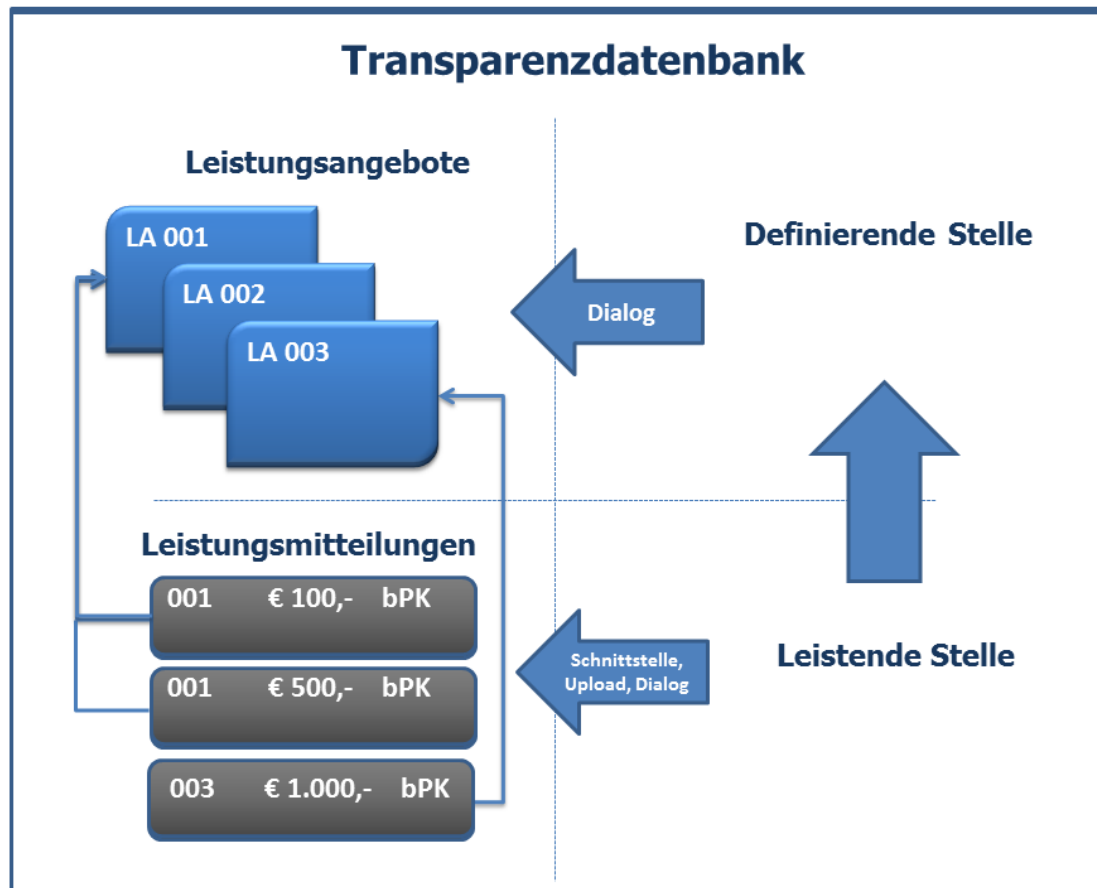 Transparenzdatenbank
Leistungsangebote
LA 001
LA 002
LA 003
Definierende Stelle
Dialog
Leistungsmitteilungen
001 € 100,- bPK
001 € 500,- bPK
003 € 1.000,- bPK
Schnittstelle,
Upload, Dialog
Leistende Stelle